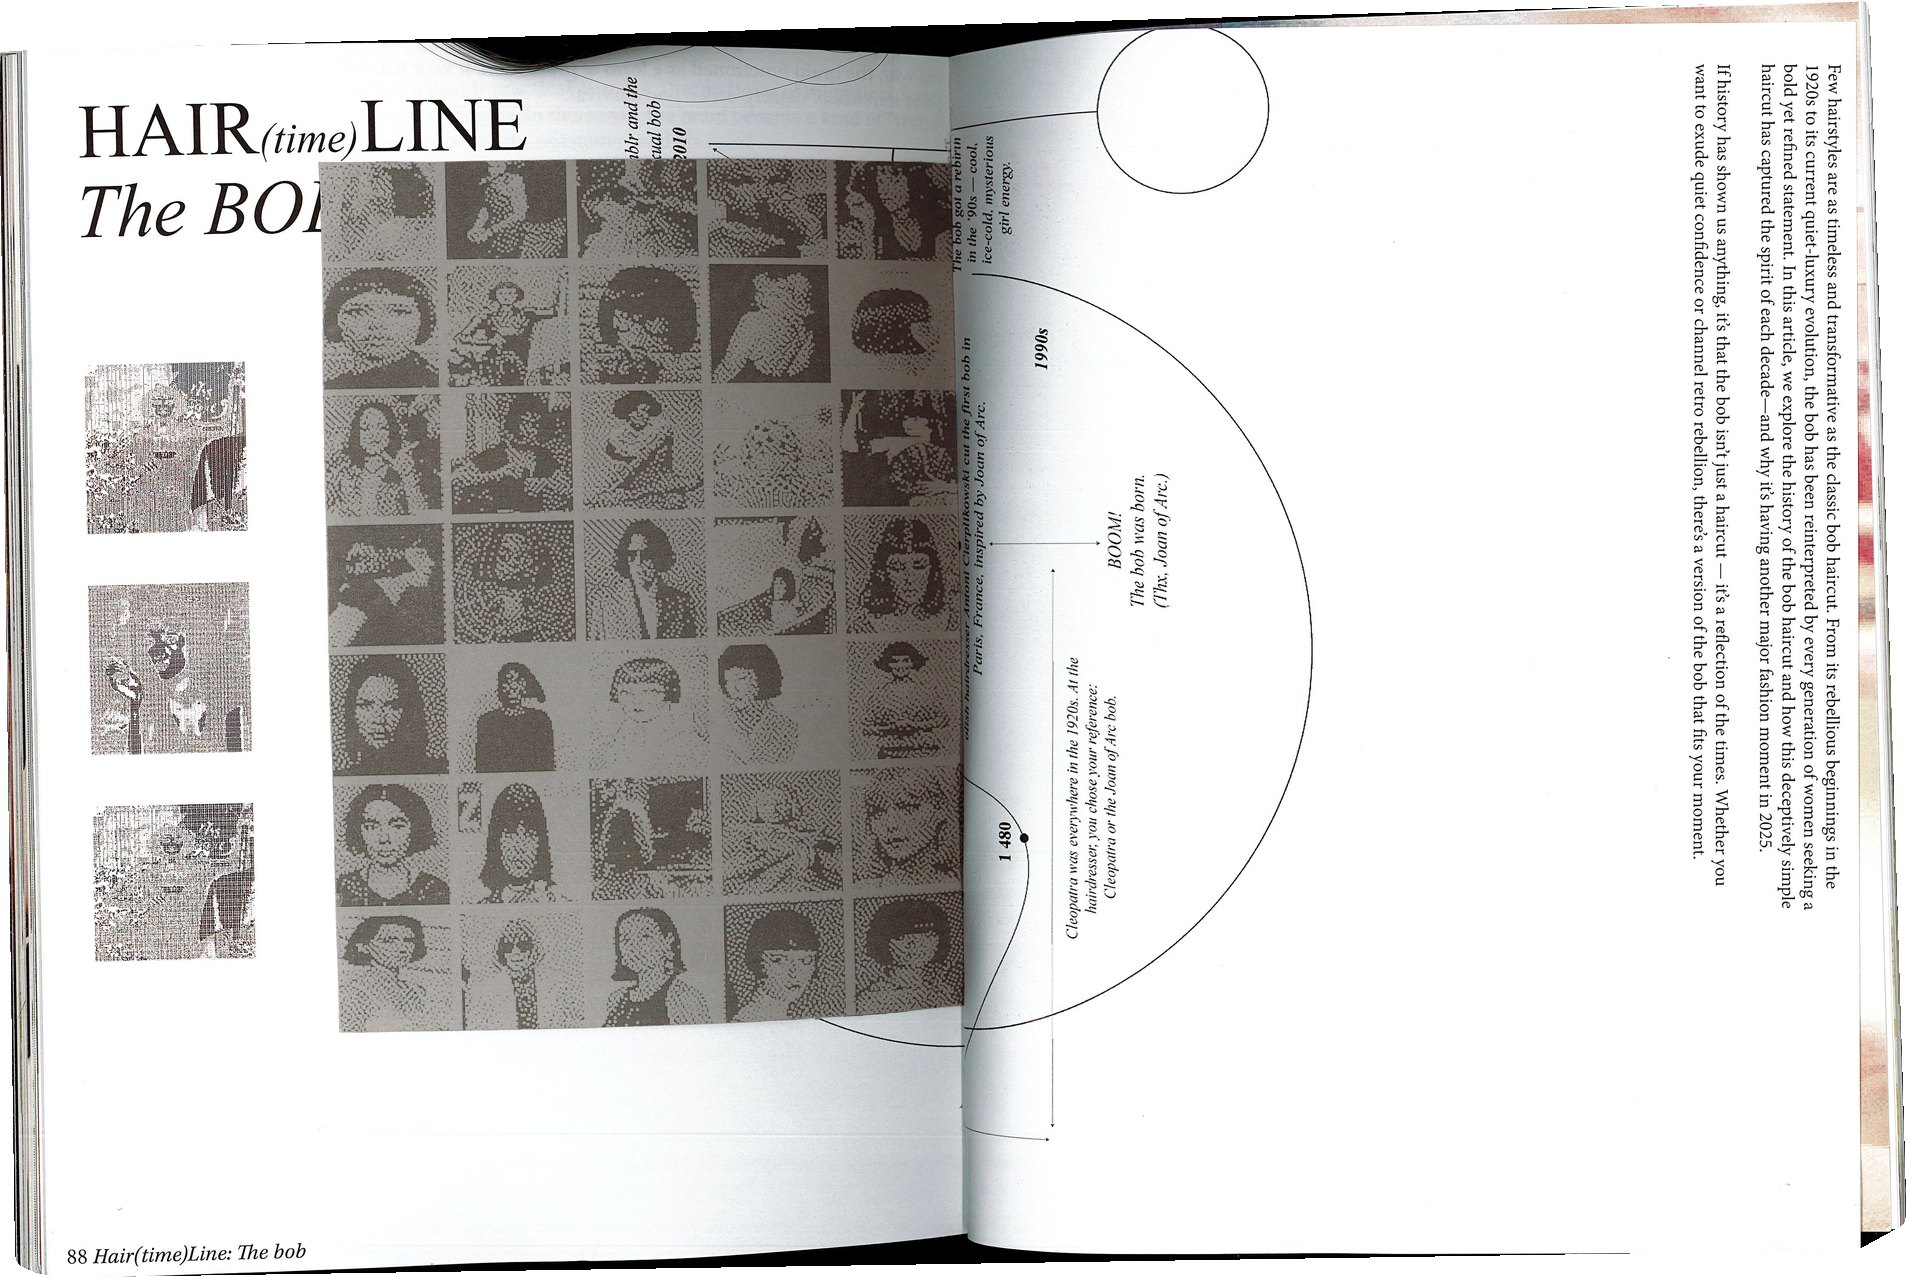 HAIR(time)LINE
The BO
and the
bob
2010
The bob got a rebirth
in the '90s — cool,
ice-cold, mysterious
girl energy.
1990s
hairdresser Antoni Cierplikowski cut the first bob in
Paris, France, inspired by Joan of Arc.
BOOM!
The bob was born.
(Thx. Joan of Arc.)
1 480
Cleopatra was everywhere in the 1920s. At the
hairdresser, you chose your reference:
Cleopatra or the Joan of Arc bob.
Few hairstyles are as timeless and transformative as the classic bob haircut. From its rebellious beginnings in the
1920s to its current quiet-luxury evolution, the bob has been reinterpreted by every generation of women seeking a
bold yet refined statement. In this article, we explore the history of the bob haircut and how this deceptively simple
haircut has captured the spirit of each decade—and why it's having another major fashion moment in 2025.
If history has shown us anything, it's that the bob isn't just a haircut — it's a reflection of the times. Whether you
want to exude quiet confidence or channel retro rebellion, there's a version of the bob that fits your moment.
88 Hair(time)Line: The bob